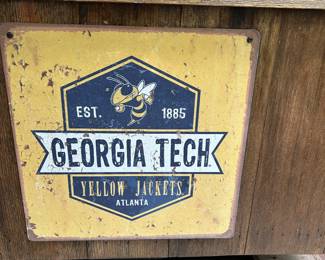 EST. 1885
GEORGIA TECH
YELLOW JACKETS
ATLANTA